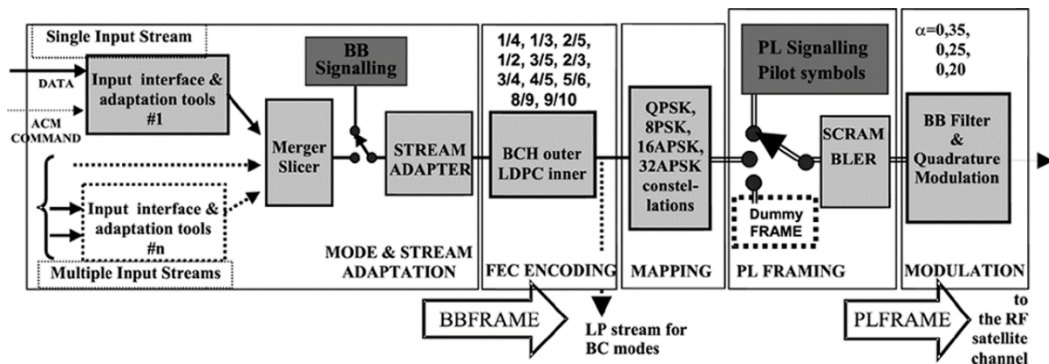 Single Input Stream
DATA
ACM
COMMAND
Input interface &
adaptation tools
#1
Input interface &
adaptation tools
#n
Multiple Input Streams
Merger
Slicer
BB
Signalling
STREAM
ADAPTER
MODE & STREAM
ADAPTATION
1/4, 1/3, 2/5,
1/2, 3/5, 2/3,
3/4, 4/5, 5/6,
8/9, 9/10
BCH outer
LDPC inner
FEC ENCODING
BBFRAME
LP stream for
BC modes
QPSK,
8PSK,
16APSK,
32APSK
constel-
lations
MAPPING
PL Signalling
Pilot symbols
Dummy
FRAME
SCRAM
BLER
PL FRAMING
α=0,35,
0,25,
0,20
BB Filter
&
Quadrature
Modulation
MODULATION
PLFRAME
to
the RF
satellite
channel